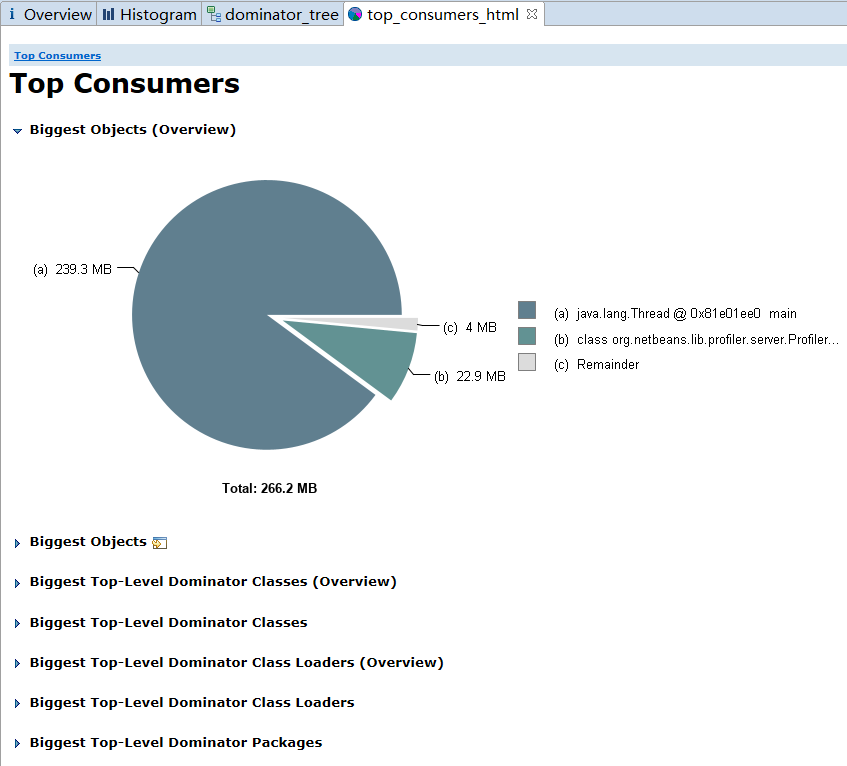 i Overview Histogram dominator_tree top_consumers_html
Top Consumers
Top Consumers
Biggest Objects (Overview)
(a) 239.3 MB
(c) 4 MB
(b) 22.9 MB
(a) java.lang.Thread @ 0x81e01ee0 main
(b) class org.netbeans.lib.profiler.server.Profiler...
(c) Remainder
Total: 266.2 MB
Biggest Objects
Biggest Top-Level Dominator Classes (Overview)
Biggest Top-Level Dominator Classes
Biggest Top-Level Dominator Class Loaders (Overview)
Biggest Top-Level Dominator Class Loaders
Biggest Top-Level Dominator Packages